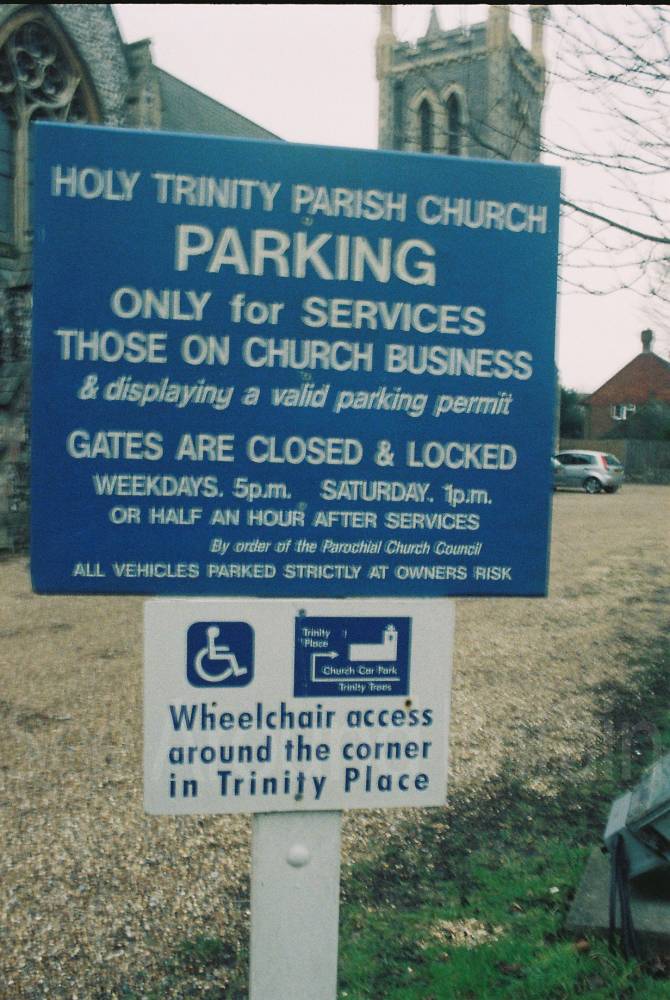 HOLY TRINITY PARISH CHURCH
PARKING
ONLY for SERVICES
THOSE ON CHURCH BUSINESS
& displaying a valid parking permit
GATES ARE CLOSED & LOCKED
WEEKDAYS. 5p.m. SATURDAY. 1p.m.
OR HALF AN HOUR AFTER SERVICES
By order of the Parochial Church Council
ALL VEHICLES PARKED STRICTLY AT OWNERS RISK
Trinity
Place
Church Car Park
Trinity Trees
Wheelchair access
around the corner
in Trinity Place